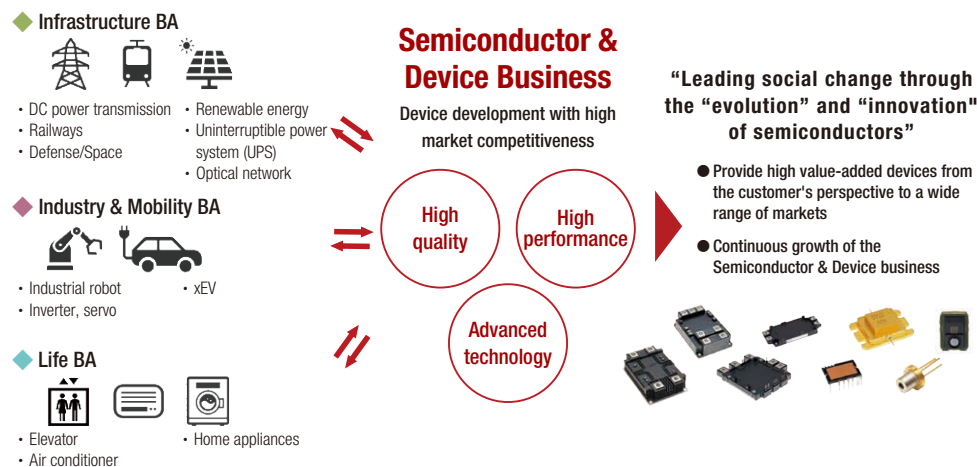 Infrastructure BA
・DC power transmission
・Railways
・Defense/Space
・Renewable energy
・Uninterruptible power
system (UPS)
・Optical network
Industry & Mobility BA
・Industrial robot
・Inverter, servo
・xEV
Life BA
・Elevator
・Air conditioner
・Home appliances
Semiconductor &
Device Business
Device development with high
market competitiveness
High
quality
High
performance
Advanced
technology
“Leading social change through
the “evolution” and “innovation"
of semiconductors”
● Provide high value-added devices from
the customer's perspective to a wide
range of markets
● Continuous growth of the
Semiconductor & Device business